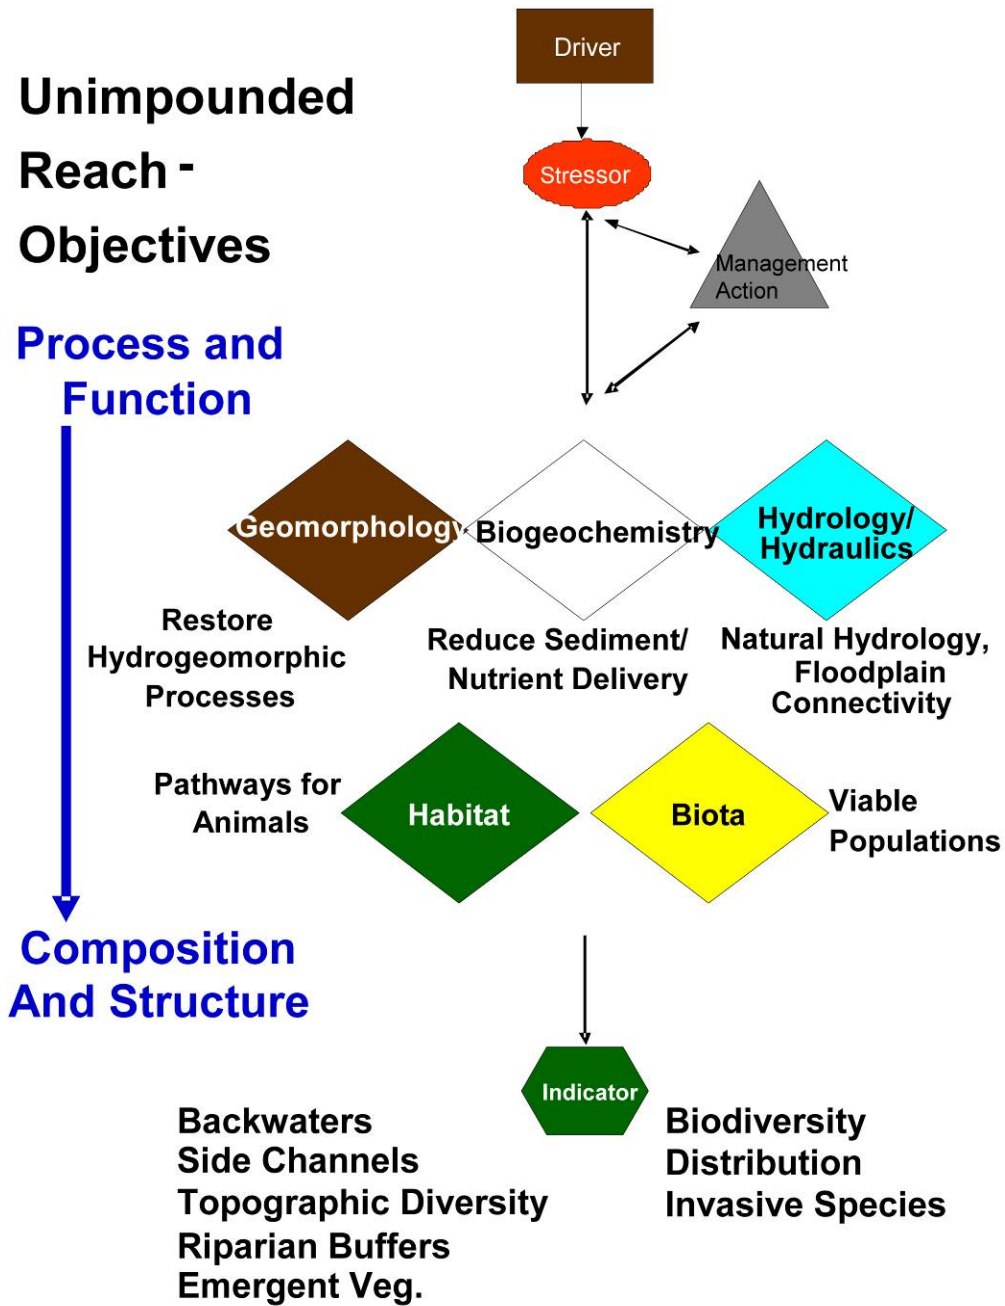 Driver
Unimpounded
Reach -
Objectives
Stressor
Management
Action
Process and
Function
Geomorphology
Biogeochemistry
Hydrology/
Hydraulics
Restore
Hydrogeomorphic
Processes
Reduce Sediment/
Nutrient Delivery
Natural Hydrology,
Floodplain
Connectivity
Pathways for
Animals
Habitat
Biota
Viable
Populations
Composition
And Structure
Indicator
Backwaters
Side Channels
Topographic Diversity
Riparian Buffers
Emergent Veg.
Biodiversity
Distribution
Invasive Species